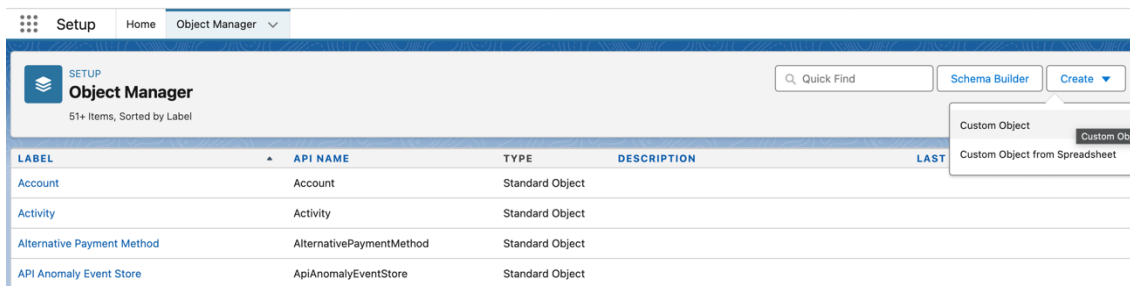 Setup Home Object Manager
SETUP
Object Manager
51+ Items, Sorted by Label
Quick Find
Schema Builder
Create
Custom Object
Custom Ob
Custom Object from Spreadsheet
LABEL API NAME TYPE DESCRIPTION LAST
Account Account Standard Object
Activity Activity Standard Object
Alternative Payment Method AlternativePaymentMethod Standard Object
API Anomaly Event Store ApiAnomalyEventStore Standard Object